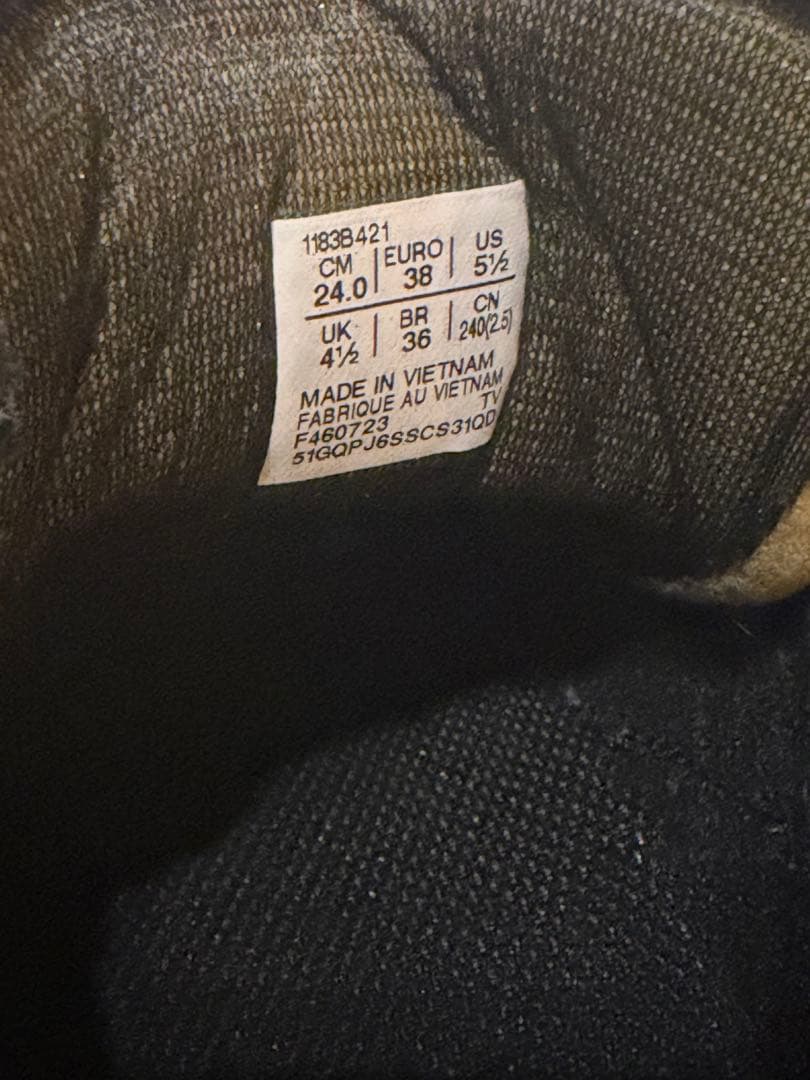 1183B421
CM | EURO | US
24.0 38 5½
UK | BR | CN
4½ 36 240(2.5)
MADE IN VIETNAM
FABRIQUE AU VIETNAM
F460723 TV
51GQPJ6SSCS31QD